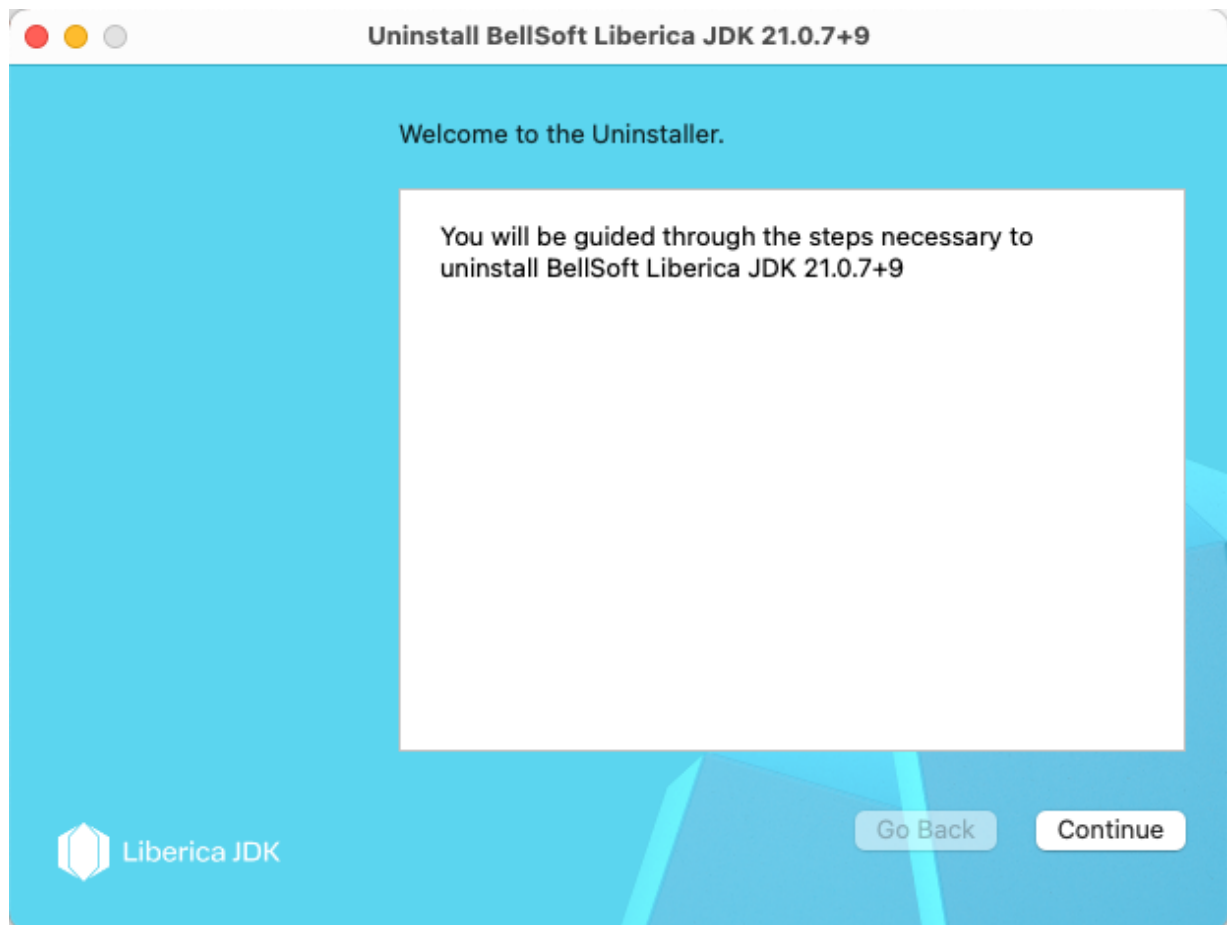 Uninstall BellSoft Liberica JDK 21.0.7+9
Welcome to the Uninstaller.
You will be guided through the steps necessary to
uninstall BellSoft Liberica JDK 21.0.7+9
Go Back
Continue
Liberica JDK